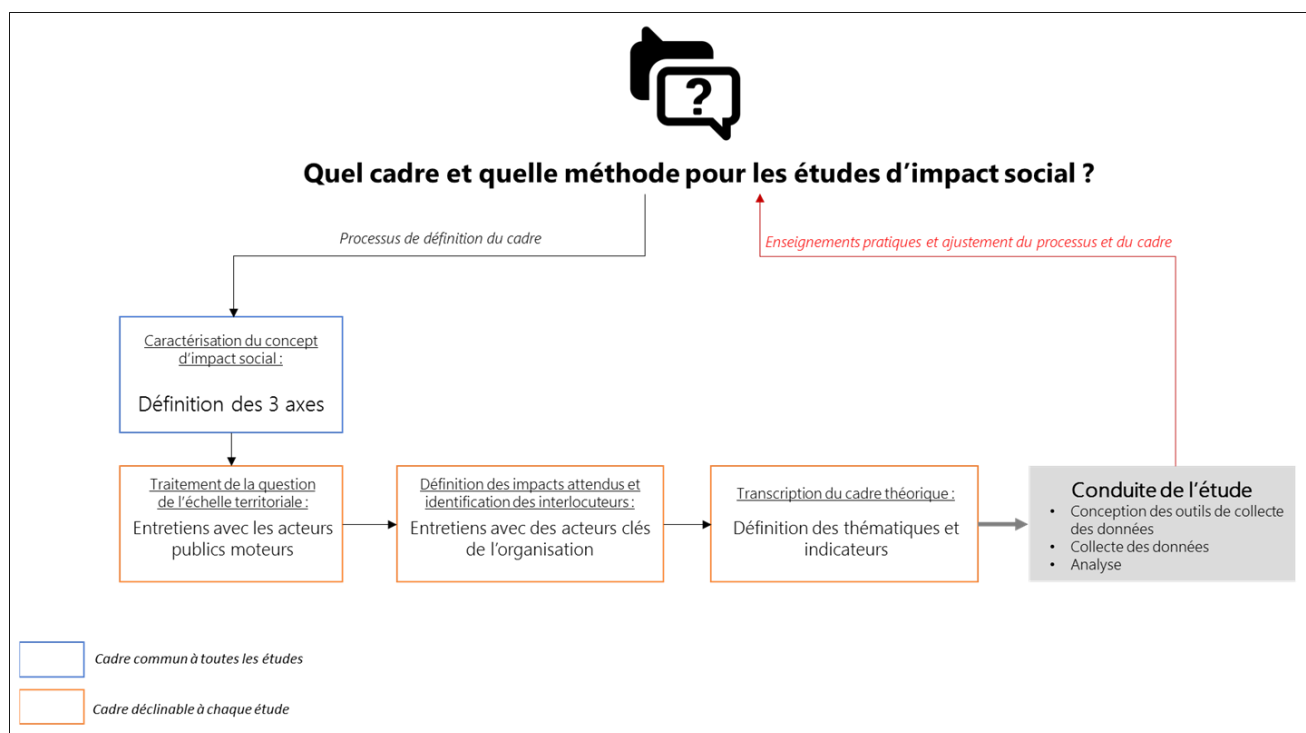 ?
Quel cadre et quelle méthode pour les études d’impact social ?
Processus de définition du cadre
Enseignements pratiques et ajustement du processus et du cadre
Caractérisation du concept
d’impact social :
Définition des 3 axes
Traitement de la question
de l’échelle territoriale :
Entretiens avec les acteurs
publics moteurs
Définition des impacts attendus et
identification des interlocuteurs :
Entretiens avec des acteurs clés
de l’organisation
Transcription du cadre théorique :
Définition des thématiques et
indicateurs
Conduite de l’étude
• Conception des outils de collecte
des données
• Collecte des données
• Analyse
Cadre commun à toutes les études
Cadre déclinable à chaque étude